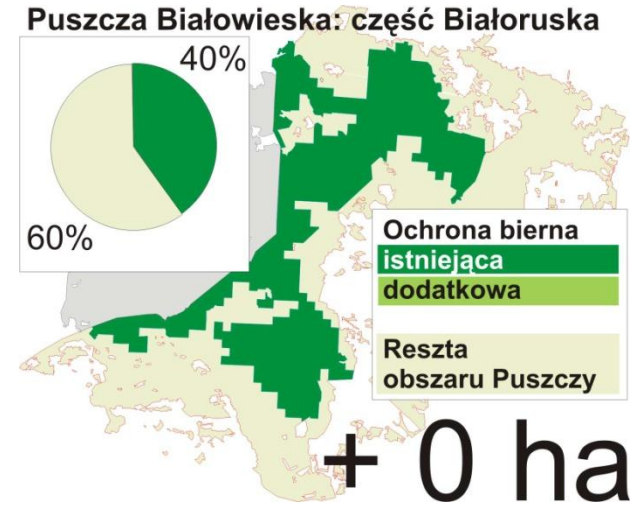 Puszcza Białowieska: część Białoruska
40%
60%
Ochrona bierna
istniejąca
dodatkowa
Reszta
obszaru Puszczy
+ 0 ha